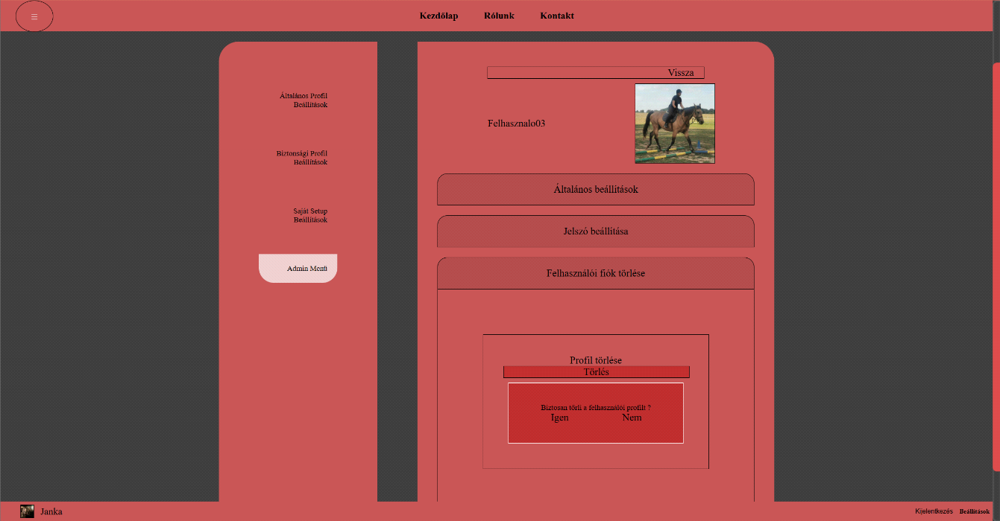 ☰
Kezdőlap Rólunk Kontakt
Általános Profil
Beállítások
Biztonsági Profil
Beállítások
Saját Setup
Beállítások
Admin Menü
Vissza
Felhasznalo03
Általános beállítások
Jelszó beállítása
Felhasználói fiók törlése
Profil törlése
Törlés
Biztosan törli a felhasználói profilt ?
Igen Nem
Janka
Kijelentkezés Beállítások